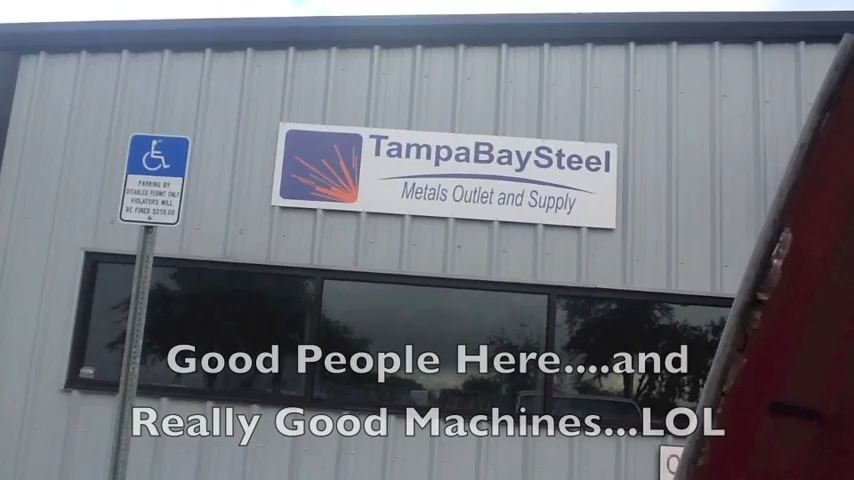 TampaBaySteel
Metals Outlet and Supply
PARKING BY
DISABLED PERMIT ONLY
VIOLATORS WILL
BE FINED $250.00
Good People Here....and
Really Good Machines...LOL